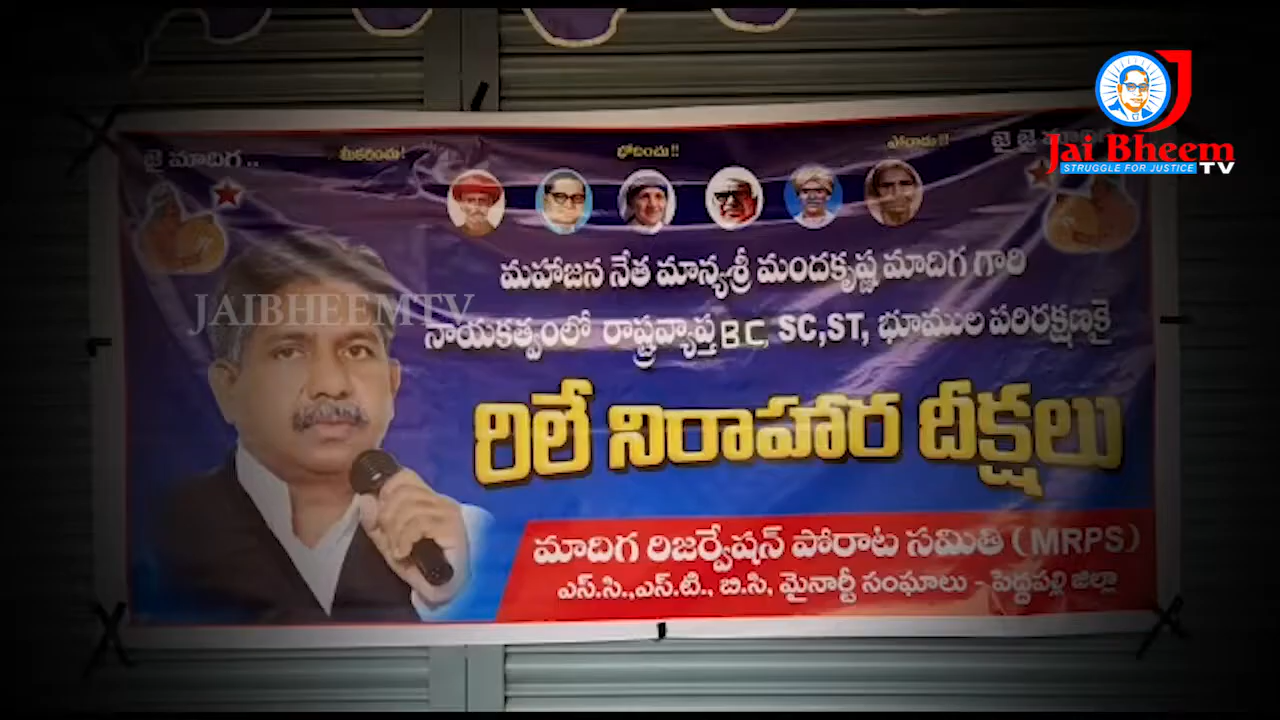 Jai Bheem
STRUGGLE FOR JUSTICE TV
జై మాదిగ..
బోధించు!!
పోరాడు!!
మహాజన నేత మాన్యశ్రీ మందకృష్ణ మాదిగ గారి
JAIBHEEMTV
నాయకత్వంలో రాష్ట్రవ్యాప్త B.C, SC,ST, భూముల పరిరక్షణకై
రిలే నిరాహార దీక్షలు
మాదిగ రిజర్వేషన్ పోరాట సమితి (MRPS)
ఎస్.సి.,ఎస్.టి., బి.సి, మైనార్టీ సంఘాలు - పెద్దపల్లి జిల్లా